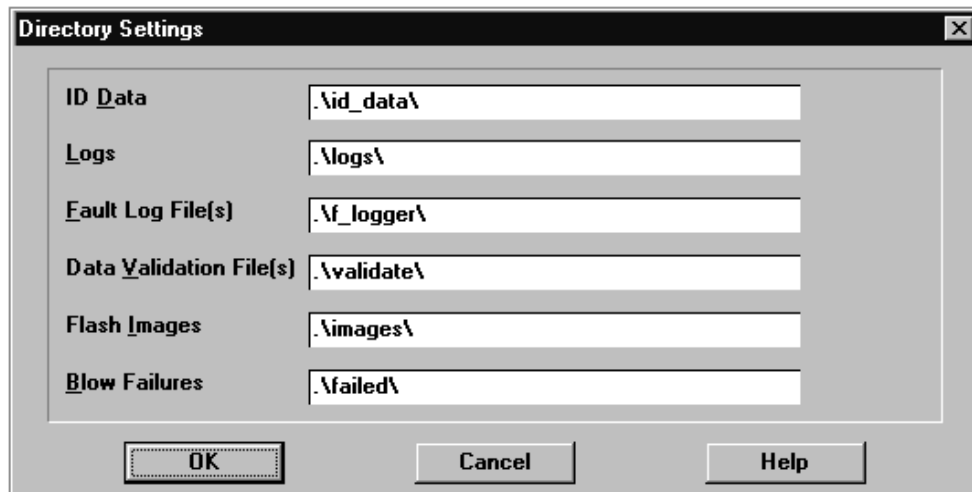 Directory Settings
ID Data .\id_data\
Logs .\logs\
Fault Log File(s) .\f_logger\
Data Validation File(s) .\validate\
Flash Images .\images\
Blow Failures .\failed\
OK Cancel Help